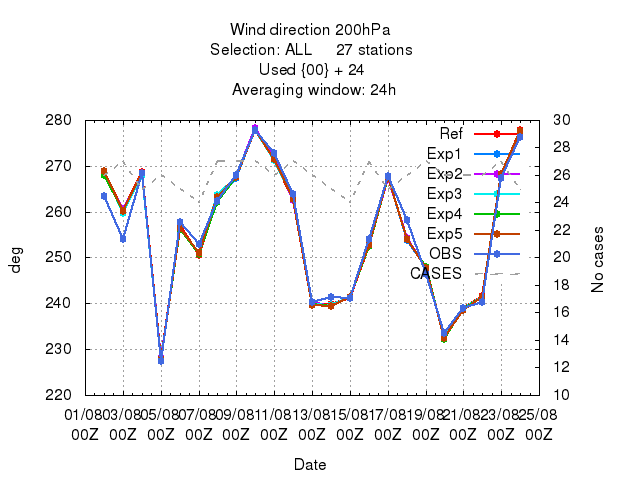 Wind direction 200hPa
Selection: ALL     27 stations
Used {00} + 24
Averaging window: 24h
280
270
260
250
240
230
220
deg
30
28
26
24
22
20
18
16
14
12
10
No cases
Ref
Exp1
Exp2
Exp3
Exp4
Exp5
OBS
CASES
01/08 03/08 05/08 07/08 09/08 11/08 13/08 15/08 17/08 19/08 21/08 23/08 25/08
00Z 00Z 00Z 00Z 00Z 00Z 00Z 00Z 00Z 00Z 00Z 00Z 00Z
Date